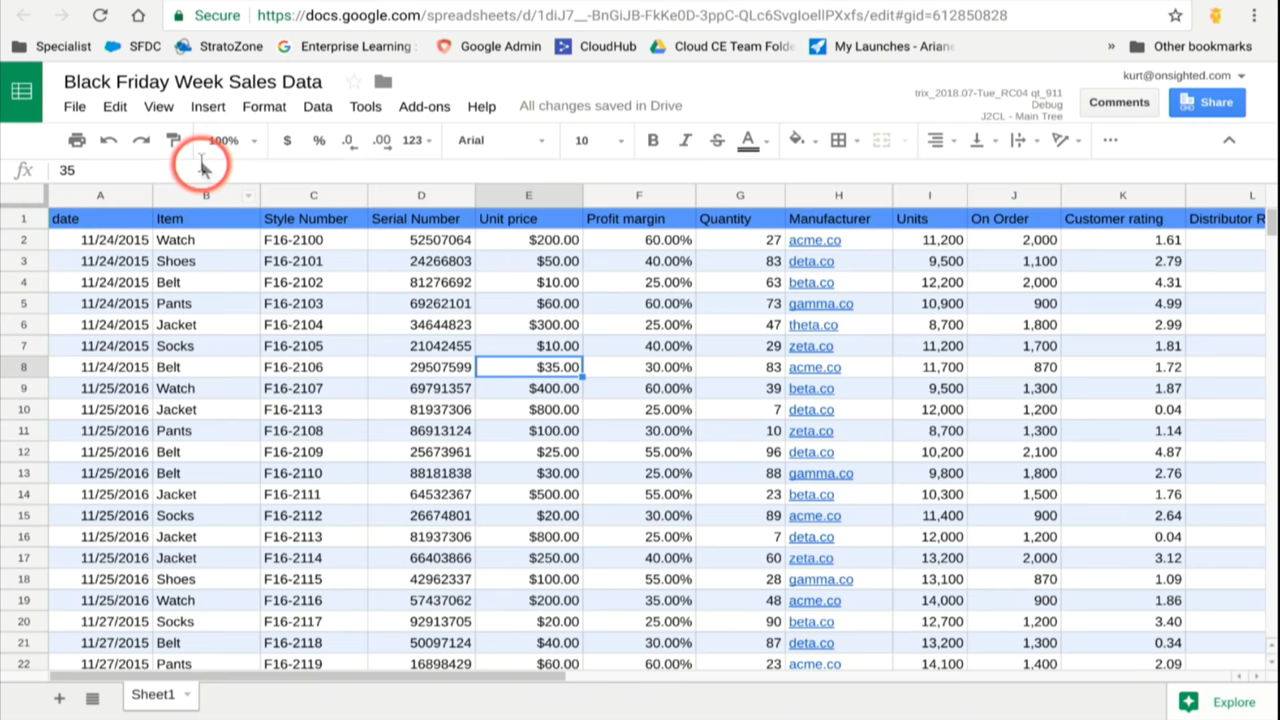 Secure https://docs.google.com/spreadsheets/d/1diJ7__-BnGiJB-FkKe0D-3ppC-QLc6SvgIoellPXxfs/edit#gid=612850828
Specialist SFDC StratoZone Enterprise Learning : Google Admin CloudHub Cloud CE Team Folde My Launches - Ariane » Other bookmarks
Black Friday Week Sales Data kurt@onsighted.com
File Edit View Insert Format Data Tools Add-ons Help All changes saved in Drive
trix_2018.07-Tue_RC04 qt_911
Debug
J2CL - Main Tree
Comments Share
100% $ % .0 .00 123 Arial 10 B I S A ...
fx 35
A B C D E F G H I J K L
1 date Item Style Number Serial Number Unit price Profit margin Quantity Manufacturer Units On Order Customer rating Distributor R
2 11/24/2015 Watch F16-2100 52507064 $200.00 60.00% 27 acme.co 11,200 2,000 1.61
3 11/24/2015 Shoes F16-2101 24266803 $50.00 40.00% 83 deta.co 9,500 1,100 2.79
4 11/24/2015 Belt F16-2102 81276692 $10.00 25.00% 63 beta.co 12,200 2,000 4.31
5 11/24/2015 Pants F16-2103 69262101 $60.00 60.00% 73 gamma.co 10,900 900 4.99
6 11/24/2015 Jacket F16-2104 34644823 $300.00 25.00% 47 theta.co 8,700 1,800 2.99
7 11/24/2015 Socks F16-2105 21042455 $10.00 40.00% 29 zeta.co 11,200 1,700 1.81
8 11/24/2015 Belt F16-2106 29507599 $35.00 30.00% 83 acme.co 11,700 870 1.72
9 11/25/2016 Watch F16-2107 69791357 $400.00 60.00% 39 beta.co 9,500 1,300 1.87
10 11/25/2016 Jacket F16-2113 81937306 $800.00 25.00% 7 deta.co 12,000 1,200 0.04
11 11/25/2016 Pants F16-2108 86913124 $100.00 30.00% 10 zeta.co 8,700 1,300 1.14
12 11/25/2016 Belt F16-2109 25673961 $25.00 55.00% 96 deta.co 10,200 2,100 4.87
13 11/25/2016 Belt F16-2110 88181838 $30.00 25.00% 88 gamma.co 9,800 1,800 2.76
14 11/25/2016 Jacket F16-2111 64532367 $500.00 55.00% 23 beta.co 10,300 1,500 1.76
15 11/25/2016 Socks F16-2112 26674801 $20.00 30.00% 89 acme.co 11,400 900 2.64
16 11/25/2016 Jacket F16-2113 81937306 $800.00 25.00% 7 deta.co 12,000 1,200 0.04
17 11/25/2016 Jacket F16-2114 66403866 $250.00 40.00% 60 zeta.co 13,200 2,000 3.12
18 11/25/2016 Shoes F16-2115 42962337 $100.00 55.00% 28 gamma.co 13,100 870 1.09
19 11/25/2016 Watch F16-2116 57437062 $200.00 35.00% 48 acme.co 14,000 900 1.86
20 11/27/2015 Socks F16-2117 92913705 $20.00 25.00% 90 beta.co 12,700 1,200 3.40
21 11/27/2015 Belt F16-2118 50097124 $40.00 30.00% 87 deta.co 13,200 1,300 0.34
22 11/27/2015 Pants F16-2119 16898429 $60.00 60.00% 23 acme.co 14,100 1,400 2.09
+ Sheet1 Explore